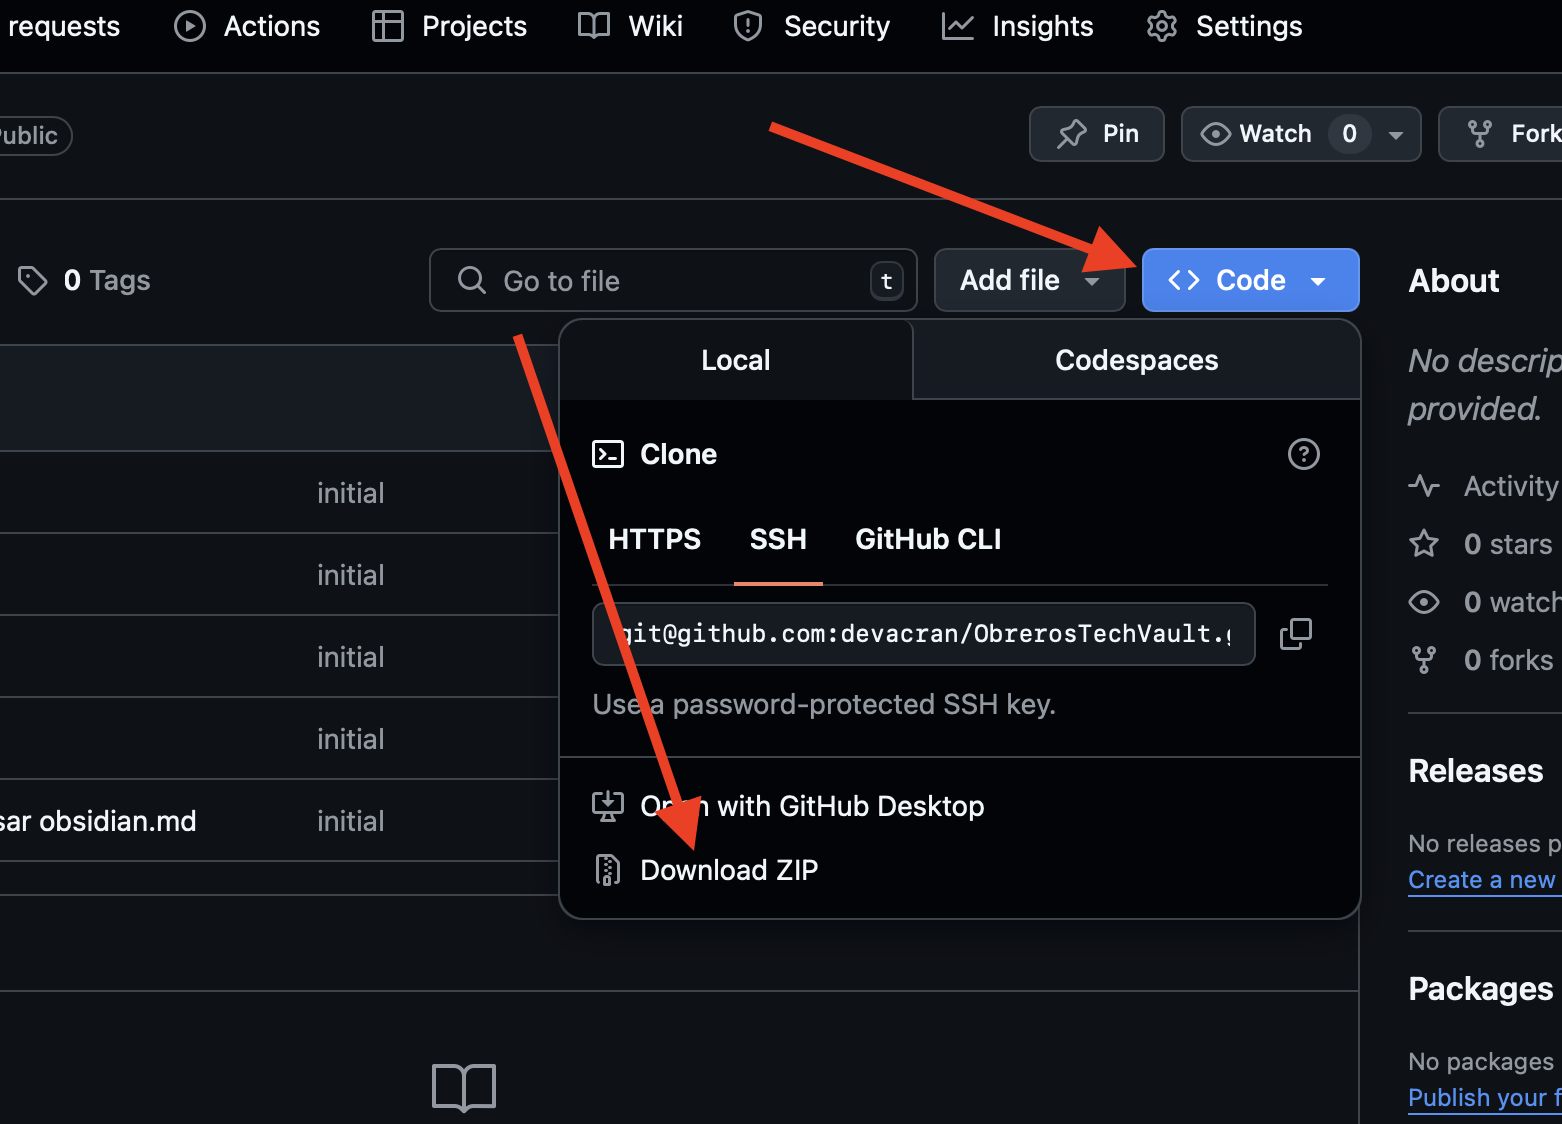 requests Actions Projects Wiki Security Insights Settings
Public
Pin
Watch 0
Fork
0 Tags
Go to file t
Add file
Code
About
Local Codespaces
No descrip
provided.
Clone
HTTPS SSH GitHub CLI
git@github.com:devacran/ObrerosTechVault.g
Use a password-protected SSH key.
Open with GitHub Desktop
Download ZIP
initial
initial
initial
initial
sar obsidian.md initial
Activity
0 stars
0 watch
0 forks
Releases
No releases p
Create a new
Packages
No packages
Publish your f